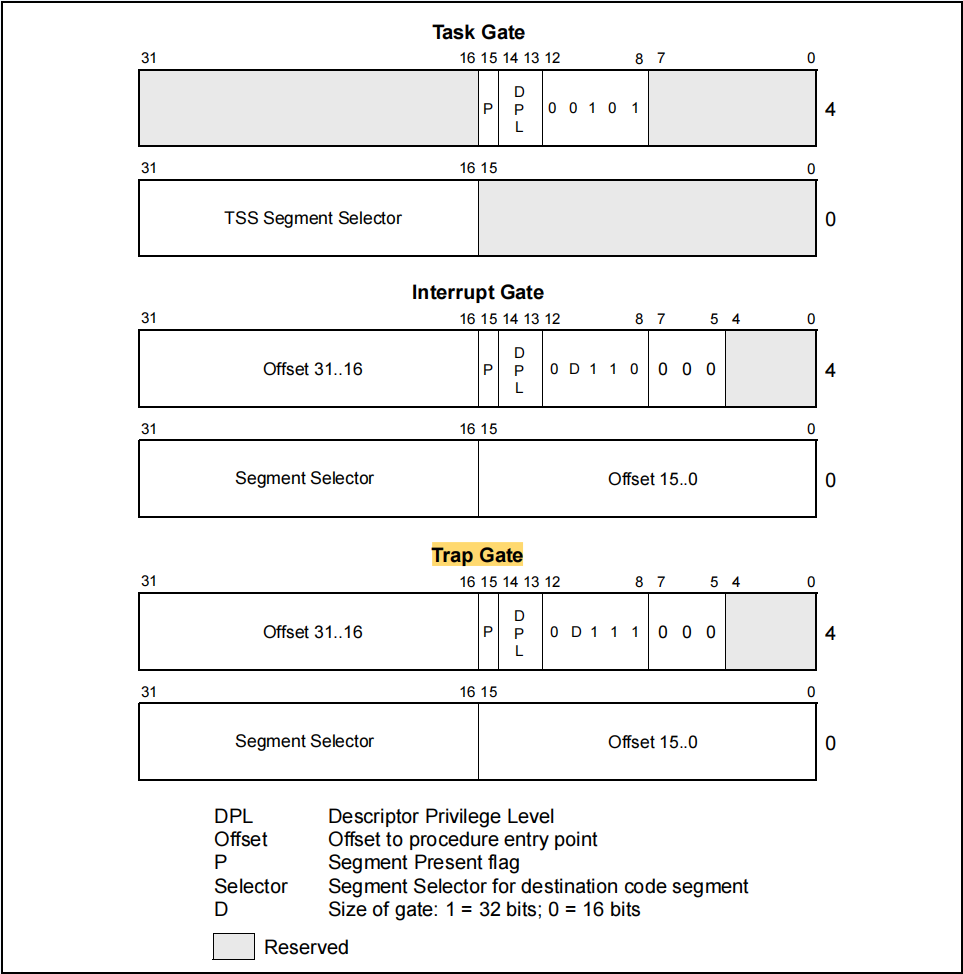 Task Gate
31 16 15 14 13 12 8 7 0
P D P L 0 0 1 0 1 4
31 16 15 0
TSS Segment Selector 0
Interrupt Gate
31 16 15 14 13 12 8 7 5 4 0
Offset 31..16 P D P L 0 D 1 1 0 0 0 0 4
31 16 15 0
Segment Selector Offset 15..0 0
Trap Gate
31 16 15 14 13 12 8 7 5 4 0
Offset 31..16 P D P L 0 D 1 1 1 0 0 0 4
31 16 15 0
Segment Selector Offset 15..0 0
DPL Descriptor Privilege Level
Offset Offset to procedure entry point
P Segment Present flag
Selector Segment Selector for destination code segment
D Size of gate: 1 = 32 bits; 0 = 16 bits
Reserved